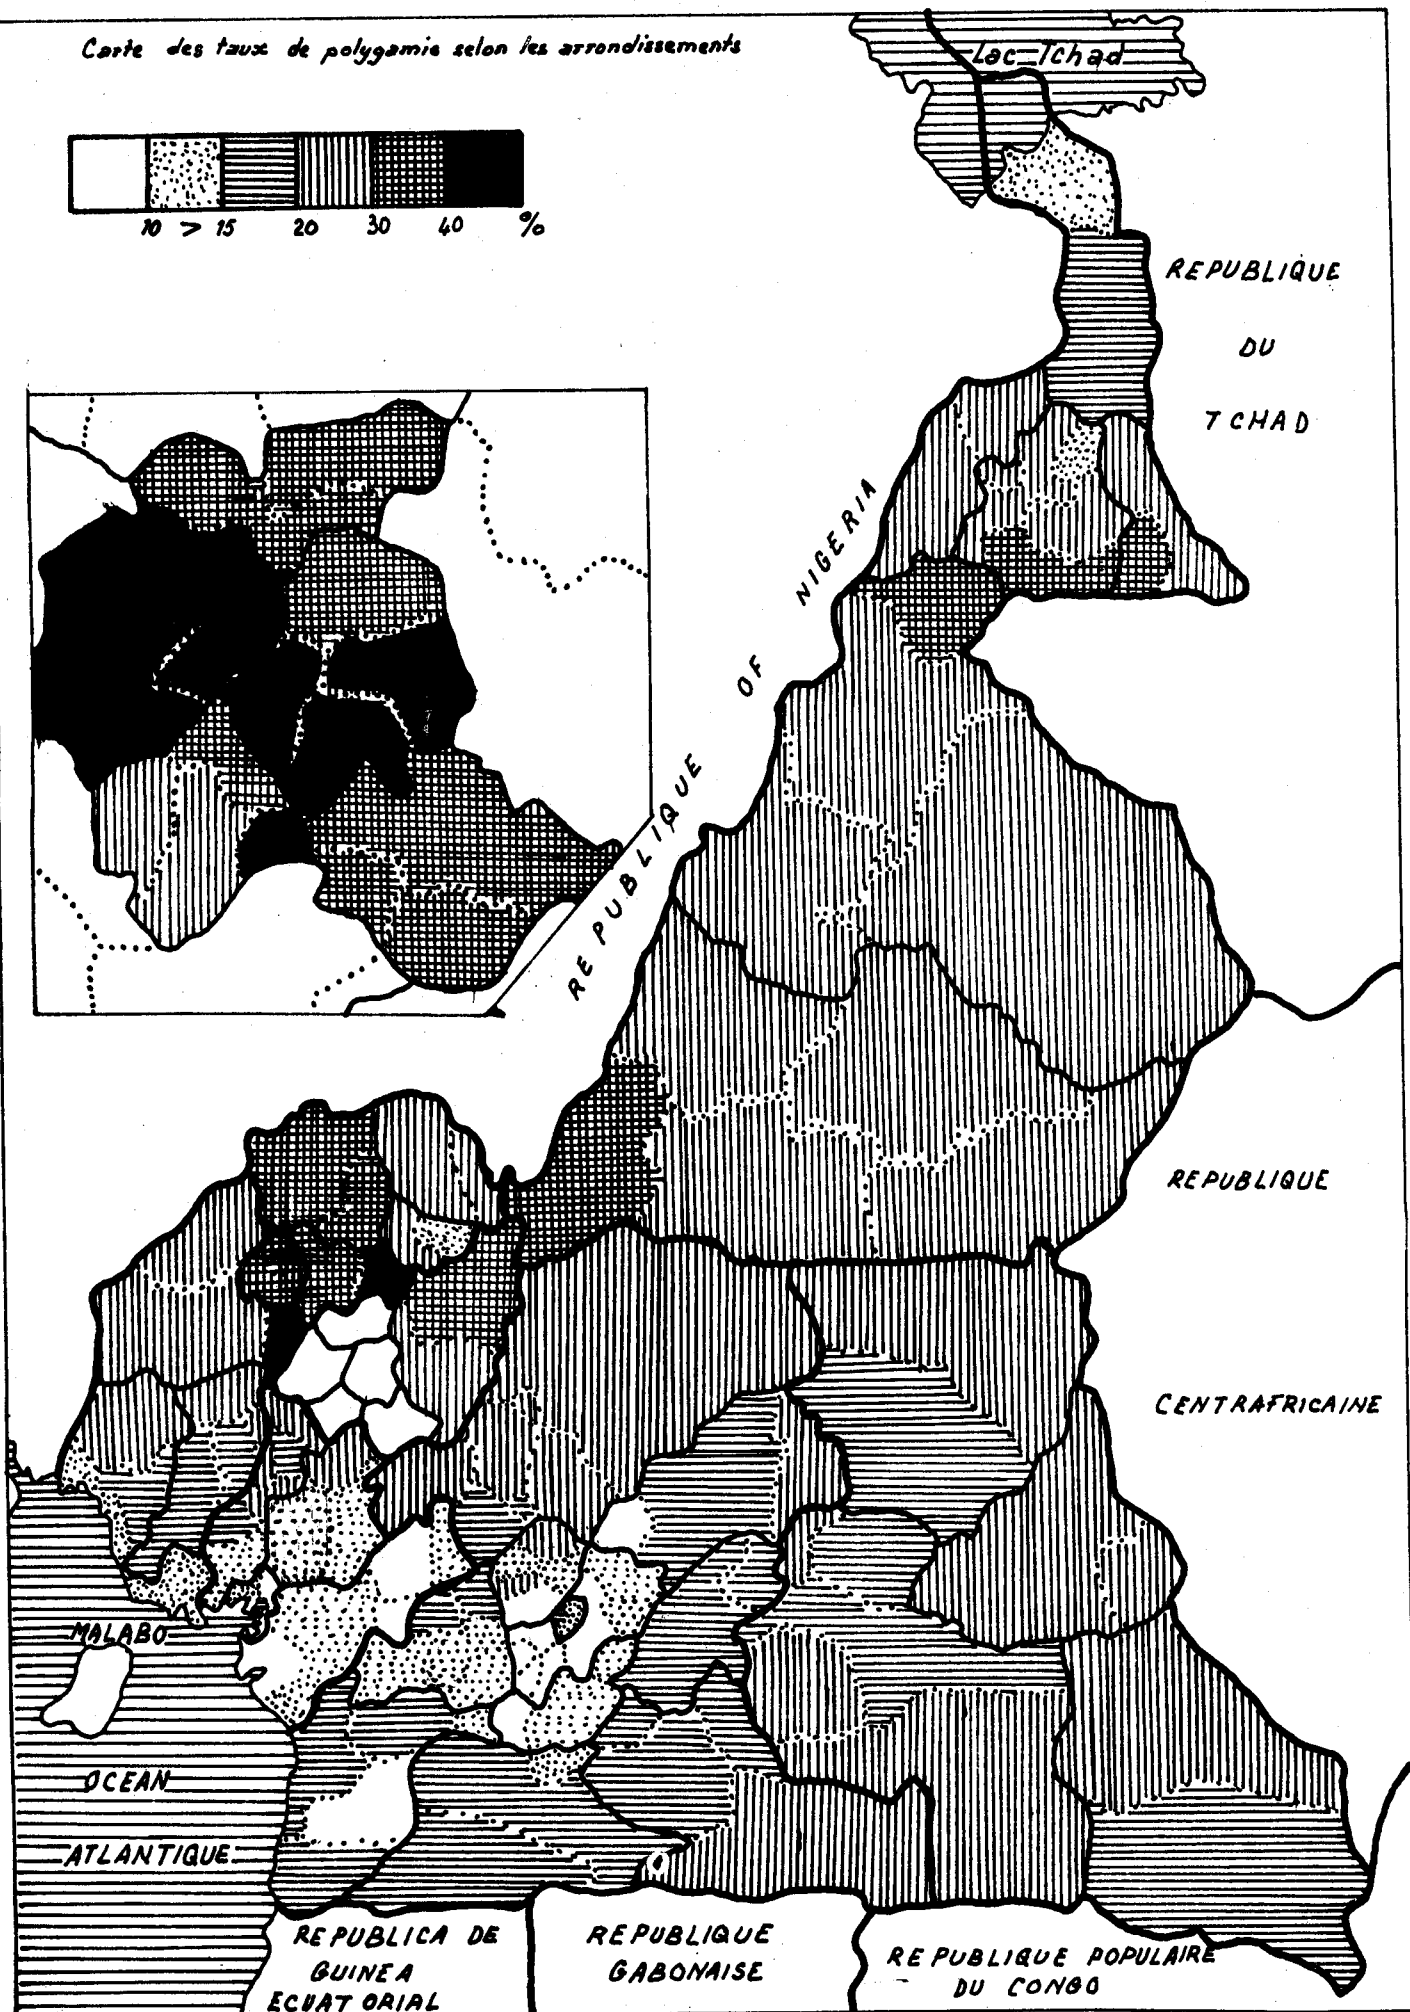 Carte des taux de polygamie selon les arrondissements
10 > 15 20 30 40 %
Lac Tchad
REPUBLIQUE
DU
TCHAD
REPUBLIQUE OF NIGERIA
REPUBLIQUE
CENTRAFRICAINE
MALABO
OCEAN
ATLANTIQUE
REPUBLICA DE
GUINEA
ECUATORIAL
REPUBLIQUE
GABONAISE
REPUBLIQUE POPULAIRE
DU CONGO